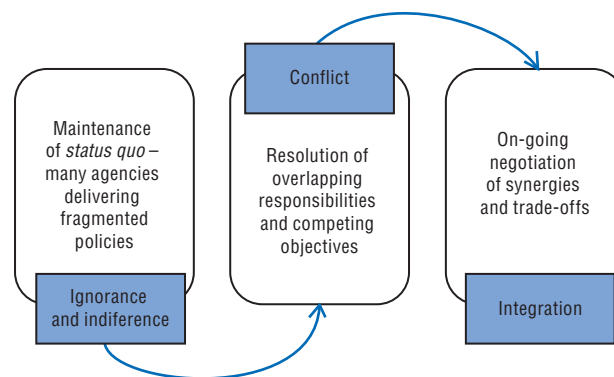 Maintenance
of status quo –
many agencies
delivering
fragmented
policies
Ignorance
and indiference
Conflict
Resolution of
overlapping
responsibilities
and competing
objectives
On-going
negotiation
of synergies
and trade-offs
Integration